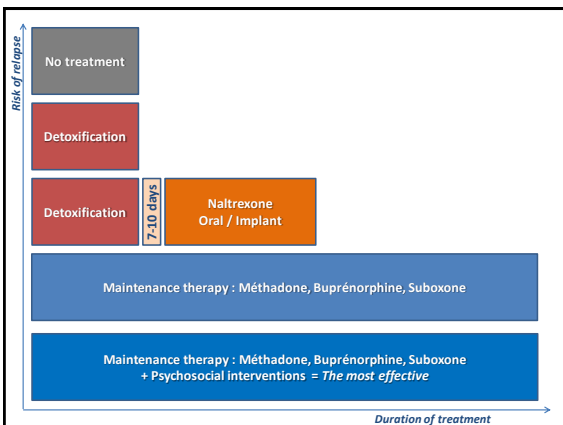 Risk of relapse
No treatment
Detoxification
Detoxification
7-10 days
Naltrexone
Oral / Implant
Maintenance therapy : Méthadone, Buprénorphine, Suboxone
Maintenance therapy : Méthadone, Buprénorphine, Suboxone
+ Psychosocial interventions = The most effective
Duration of treatment